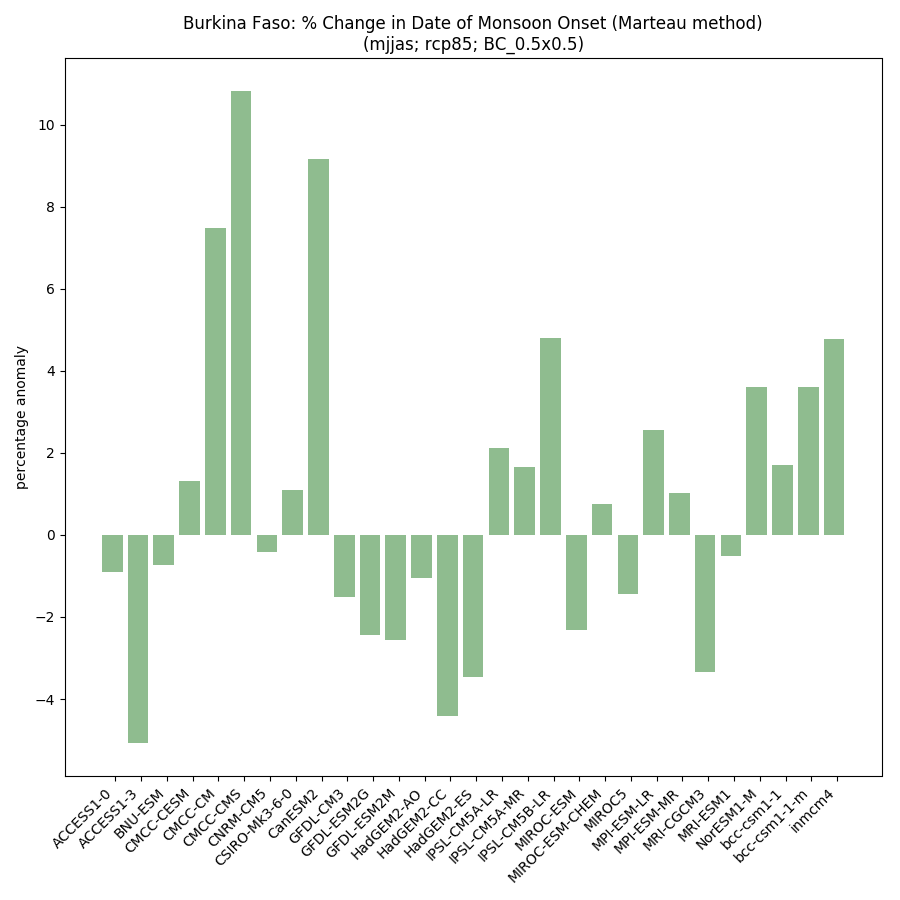 Burkina Faso: % Change in Date of Monsoon Onset (Marteau method)
(mjjas; rcp85; BC_0.5x0.5)
percentage anomaly
10
8
6
4
2
0
−2
−4
ACCESS1-0
ACCESS1-3
BNU-ESM
CMCC-CESM
CMCC-CM
CMCC-CMS
CNRM-CM5
CSIRO-Mk3-6-0
CanESM2
GFDL-CM3
GFDL-ESM2G
GFDL-ESM2M
HadGEM2-AO
HadGEM2-CC
HadGEM2-ES
IPSL-CM5A-LR
IPSL-CM5A-MR
IPSL-CM5B-LR
MIROC-ESM
MIROC-ESM-CHEM
MIROC5
MPI-ESM-LR
MPI-ESM-MR
MRI-CGCM3
MRI-ESM1
NorESM1-M
bcc-csm1-1
bcc-csm1-1-m
inmcm4